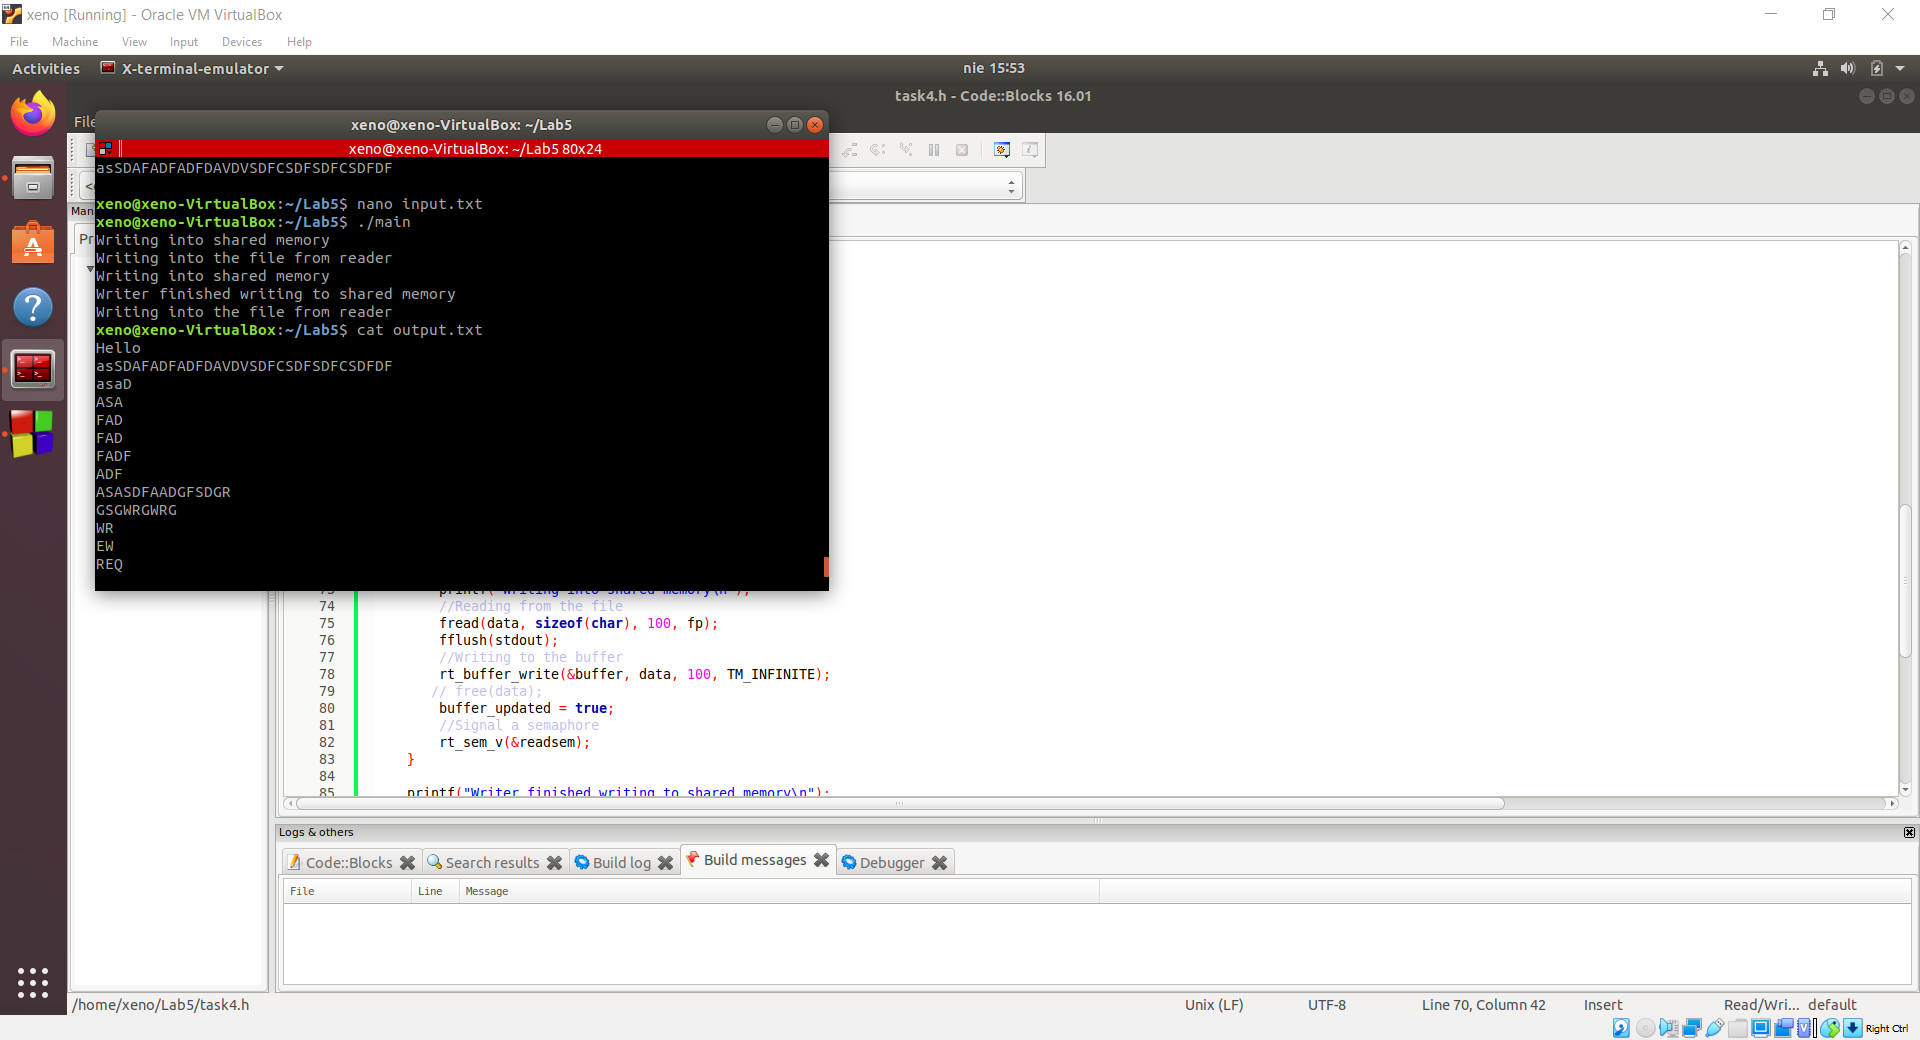 xeno [Running] - Oracle VM VirtualBox
File Machine View Input Devices Help
Activities X-terminal-emulator nie 15:53
task4.h - Code::Blocks 16.01
File
xeno@xeno-VirtualBox: ~/Lab5
xeno@xeno-VirtualBox: ~/Lab5 80x24
asSDAFADFADFDAVDVSDFCSDFSDFCSDFDF
xeno@xeno-VirtualBox:~/Lab5$ nano input.txt
xeno@xeno-VirtualBox:~/Lab5$ ./main
Writing into shared memory
Writing into the file from reader
Writing into shared memory
Writer finished writing to shared memory
Writing into the file from reader
xeno@xeno-VirtualBox:~/Lab5$ cat output.txt
Hello
asSDAFADFADFDAVDVSDFCSDFSDFCSDFDF
asaD
ASA
FAD
FAD
FADF
ADF
ASASDFAADGFSDGR
GSGWRGWRG
WR
EW
REQ
<
Man
Pr
73 printf("Writing into shared memory\n");
74 //Reading from the file
75 fread(data, sizeof(char), 100, fp);
76 fflush(stdout);
77 //Writing to the buffer
78 rt_buffer_write(&buffer, data, 100, TM_INFINITE);
79 // free(data);
80 buffer_updated = true;
81 //Signal a semaphore
82 rt_sem_v(&readsem);
83 }
84
85 printf("Writer finished writing to shared memory\n");
Logs & others
Code::Blocks Search results Build log Build messages Debugger
File Line Message
/home/xeno/Lab5/task4.h Unix (LF) UTF-8 Line 70, Column 42 Insert Read/Wri... default
Right Ctrl